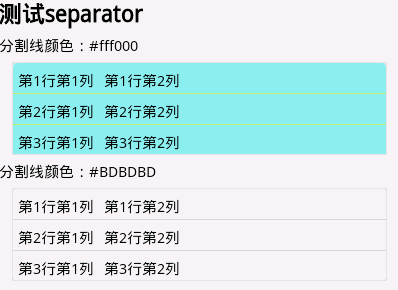 测试separator
分割线颜色：#fff000
第1行第1列 第1行第2列
第2行第1列 第2行第2列
第3行第1列 第3行第2列
分割线颜色：#BDBDBD
第1行第1列 第1行第2列
第2行第1列 第2行第2列
第3行第1列 第3行第2列